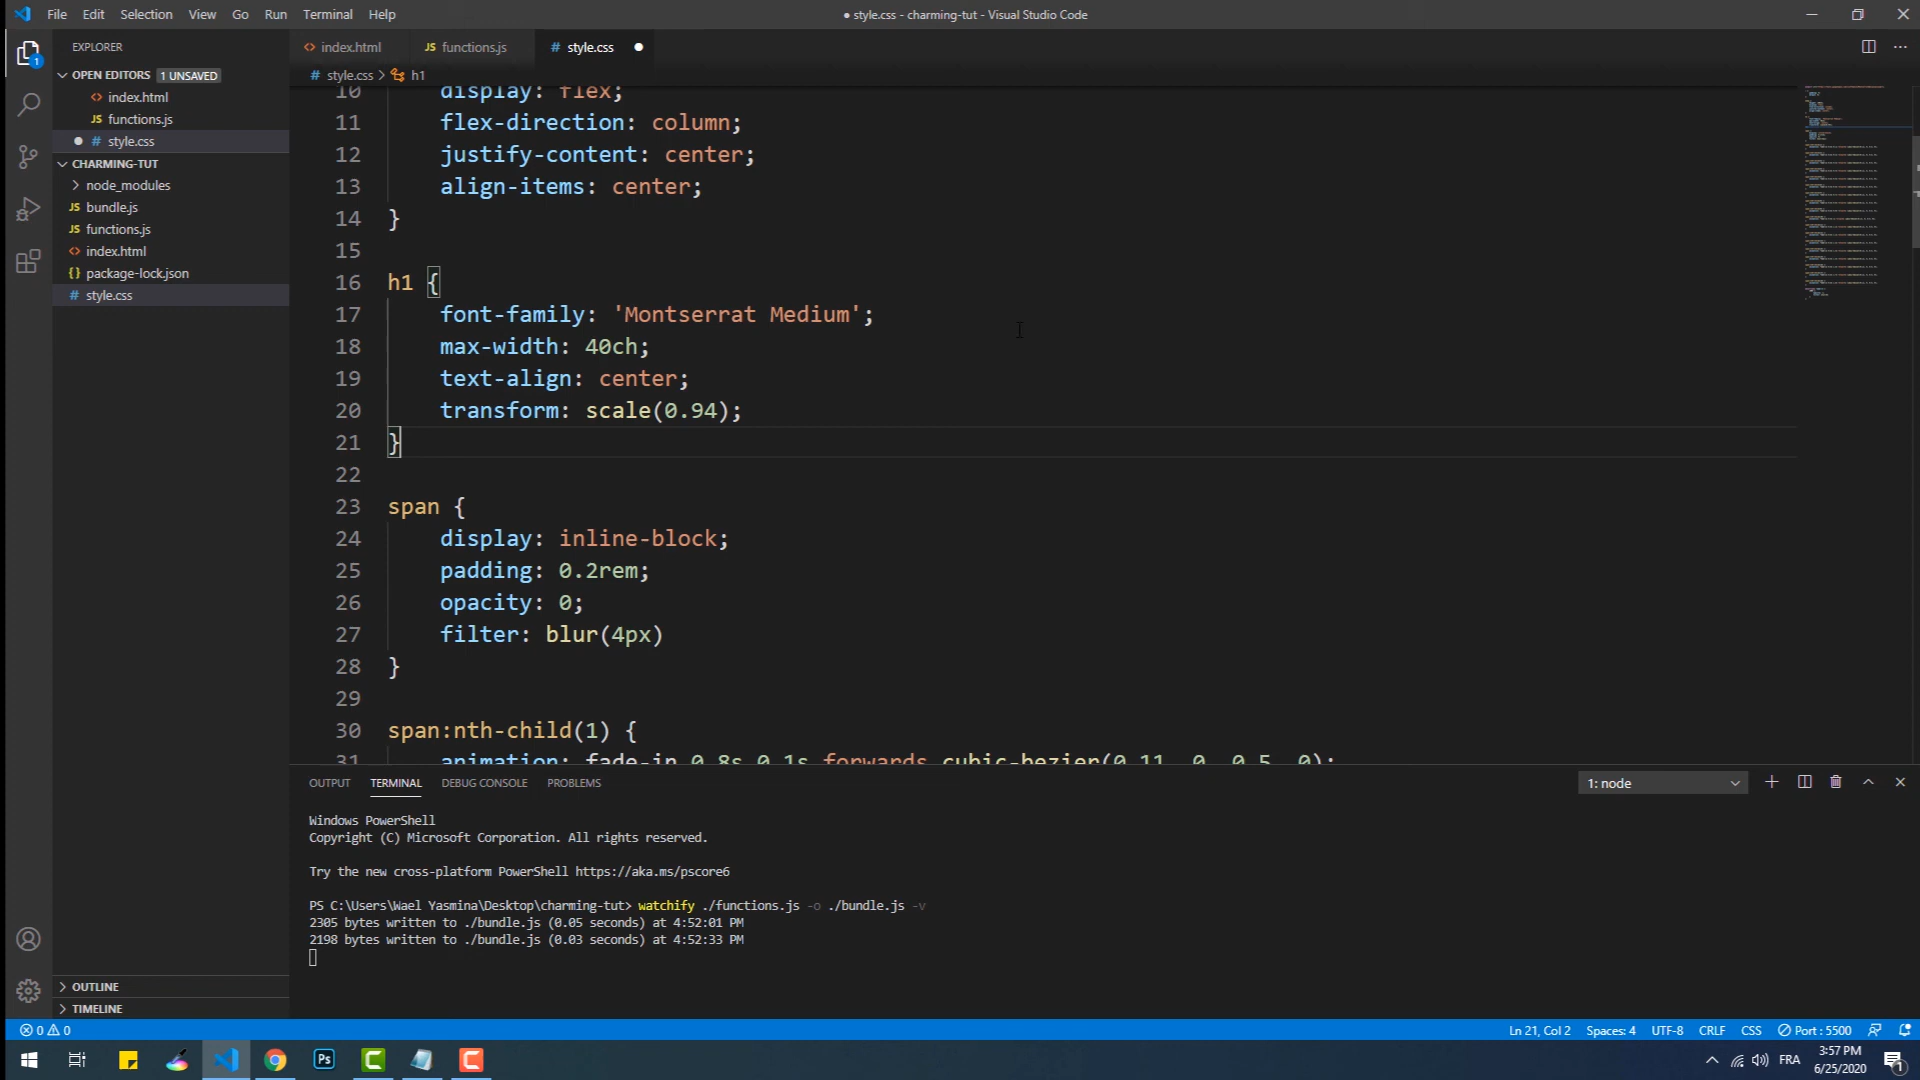 File Edit Selection View Go Run Terminal Help
● style.css - charming-tut - Visual Studio Code
EXPLORER
OPEN EDITORS 1 UNSAVED
index.html
functions.js
style.css
CHARMING-TUT
node_modules
bundle.js
functions.js
index.html
package-lock.json
style.css
OUTLINE
TIMELINE
index.html functions.js style.css
style.css > h1
10 display: flex;
11 flex-direction: column;
12 justify-content: center;
13 align-items: center;
14 }
15
16 h1 {
17 font-family: 'Montserrat Medium';
18 max-width: 40ch;
19 text-align: center;
20 transform: scale(0.94);
21 }
22
23 span {
24 display: inline-block;
25 padding: 0.2rem;
26 opacity: 0;
27 filter: blur(4px)
28 }
29
30 span:nth-child(1) {
31 animation: fade-in 0.8s 0.1s forwards cubic-bezier(0.11, 0, 0.5, 0);
OUTPUT TERMINAL DEBUG CONSOLE PROBLEMS
1: node
Windows PowerShell
Copyright (C) Microsoft Corporation. All rights reserved.
Try the new cross-platform PowerShell https://aka.ms/pscore6
PS C:\Users\Wael Yasmina\Desktop\charming-tut> watchify ./functions.js -o ./bundle.js -v
2305 bytes written to ./bundle.js (0.05 seconds) at 4:52:01 PM
2198 bytes written to ./bundle.js (0.03 seconds) at 4:52:33 PM
0 0
Ln 21, Col 2 Spaces: 4 UTF-8 CRLF CSS Port : 5500
Ps
FRA
3:57 PM
6/25/2020